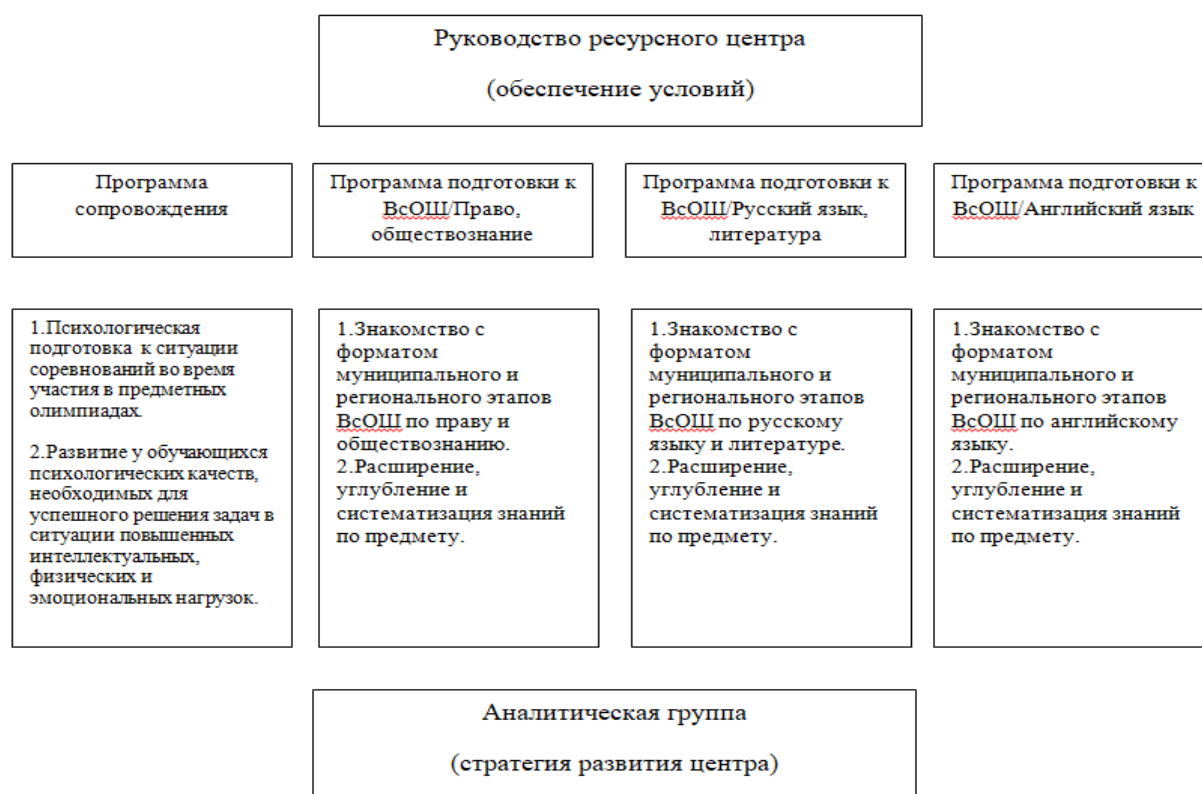 Руководство ресурсного центра
(обеспечение условий)
Программа
сопровождения
Программа подготовки к
ВсОШ/Право,
обществознание
Программа подготовки к
ВсОШ/Русский язык,
литература
Программа подготовки к
ВсОШ/Английский язык
1.Психологическая
подготовка к ситуации
соревнований во время
участия в предметных
олимпиадах.
2.Развитие у обучающихся
психологических качеств,
необходимых для
успешного решения задач в
ситуации повышенных
интеллектуальных,
физических и
эмоциональных нагрузок.
1.Знакомство с
форматом
муниципального и
регионального этапов
ВсОШ по праву и
обществознанию.
2.Расширение,
углубление и
систематизация знаний
по предмету.
1.Знакомство с
форматом
муниципального и
регионального этапов
ВсОШ по русскому
языку и литературе.
2.Расширение,
углубление и
систематизация знаний
по предмету.
1.Знакомство с
форматом
муниципального и
регионального этапов
ВсОШ по английскому
языку.
2.Расширение,
углубление и
систематизация знаний
по предмету.
Аналитическая группа
(стратегия развития центра)